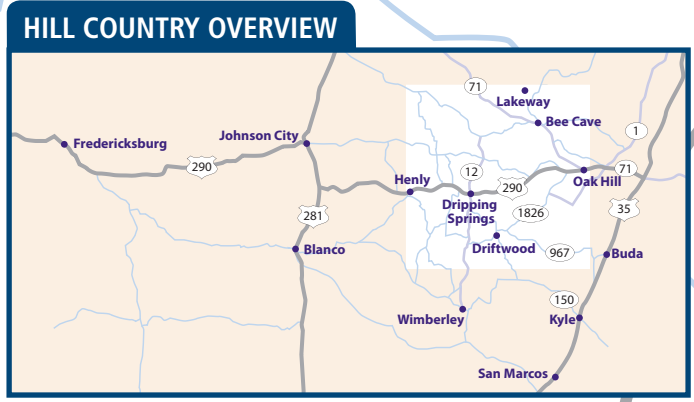 HILL COUNTRY OVERVIEW
71
Lakeway
Bee Cave
1
Fredericksburg
Johnson City
290
12
Henly
290
Oak Hill
71
Dripping
Springs
1826
35
281
Blanco
Driftwood
967
Buda
150
Wimberley
Kyle
San Marcos